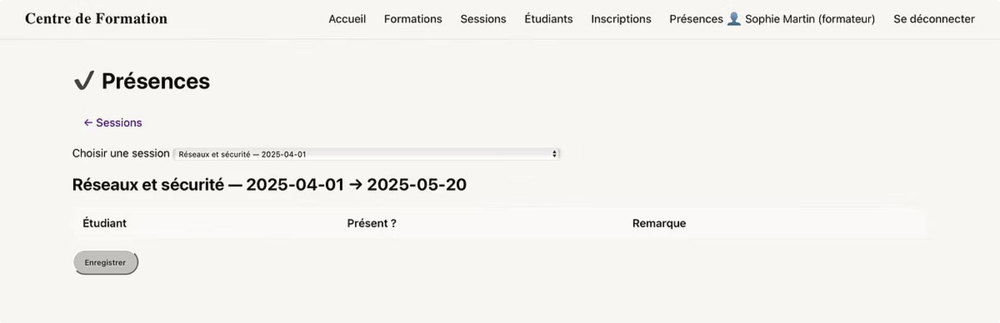 Centre de Formation Accueil Formations Sessions Étudiants Inscriptions Présences 👤 Sophie Martin (formateur) Se déconnecter
✓ Présences
← Sessions
Choisir une session Réseaux et sécurité — 2025-04-01
Réseaux et sécurité — 2025-04-01 → 2025-05-20
Étudiant Présent ? Remarque
Enregistrer